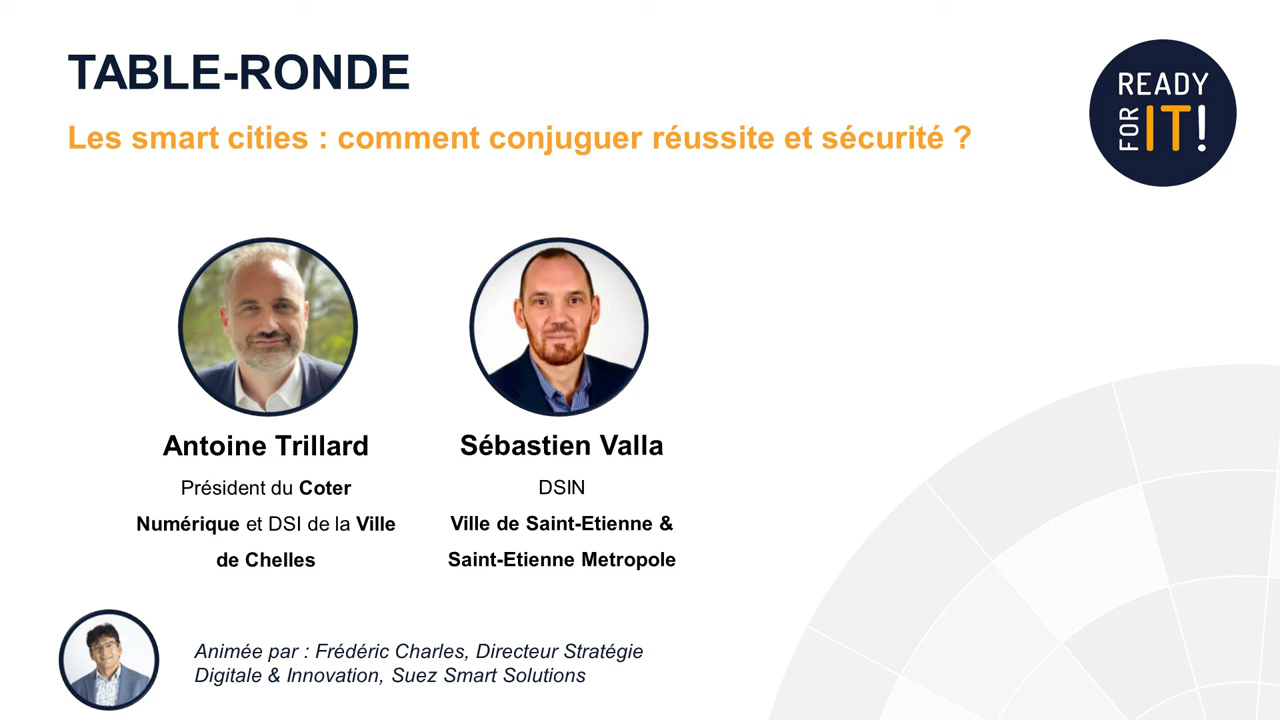 TABLE-RONDE
Les smart cities : comment conjuguer réussite et sécurité ?
READY
FOR IT!
Antoine Trillard
Président du Coter
Numérique et DSI de la Ville
de Chelles
Sébastien Valla
DSIN
Ville de Saint-Etienne &
Saint-Etienne Metropole
Animée par : Frédéric Charles, Directeur Stratégie
Digitale & Innovation, Suez Smart Solutions